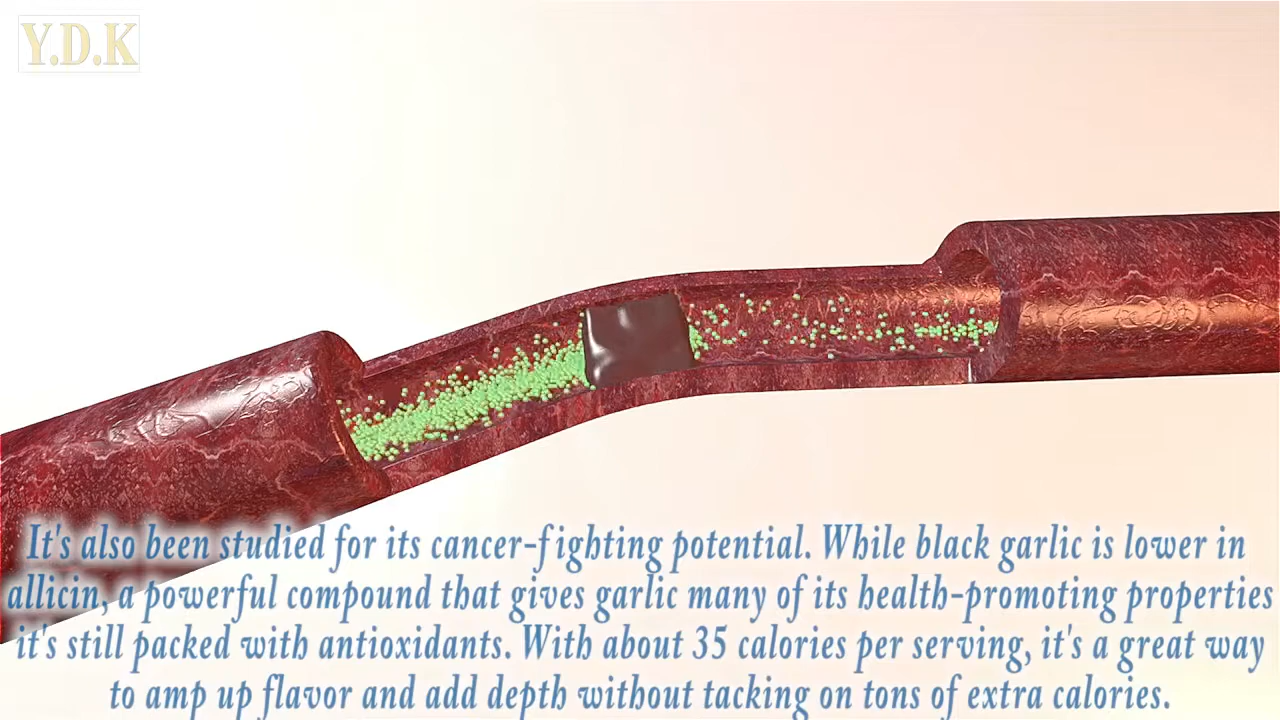 Y.D.K
It's also been studied for its cancer-fighting potential. While black garlic is lower in
allicin, a powerful compound that gives garlic many of its health-promoting properties
it's still packed with antioxidants. With about 35 calories per serving, it's a great way
to amp up flavor and add depth without tacking on tons of extra calories.